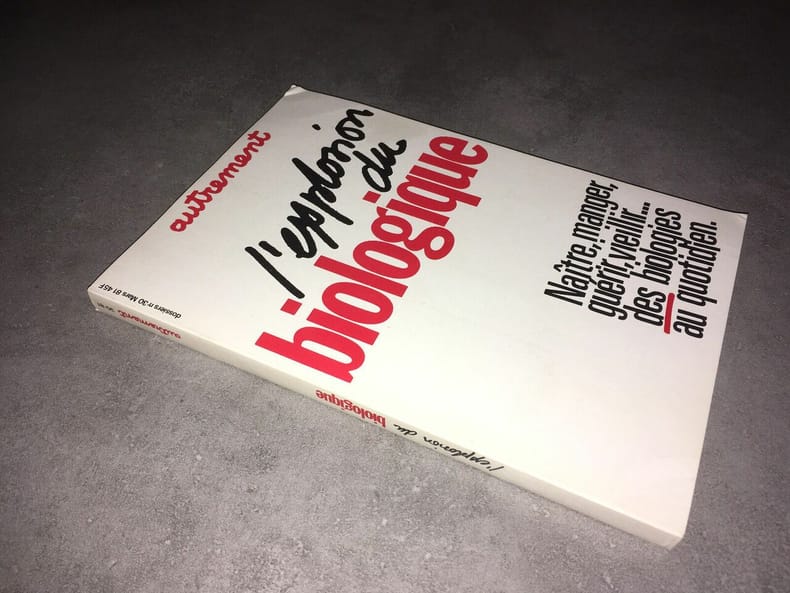 autrement
l'explosion
du
biologique
Naître, manger,
guérir, vieillir...
des biologies
au quotidien.
dossiers n°30 Mars 81 45F
autrement
l'explosion du biologique